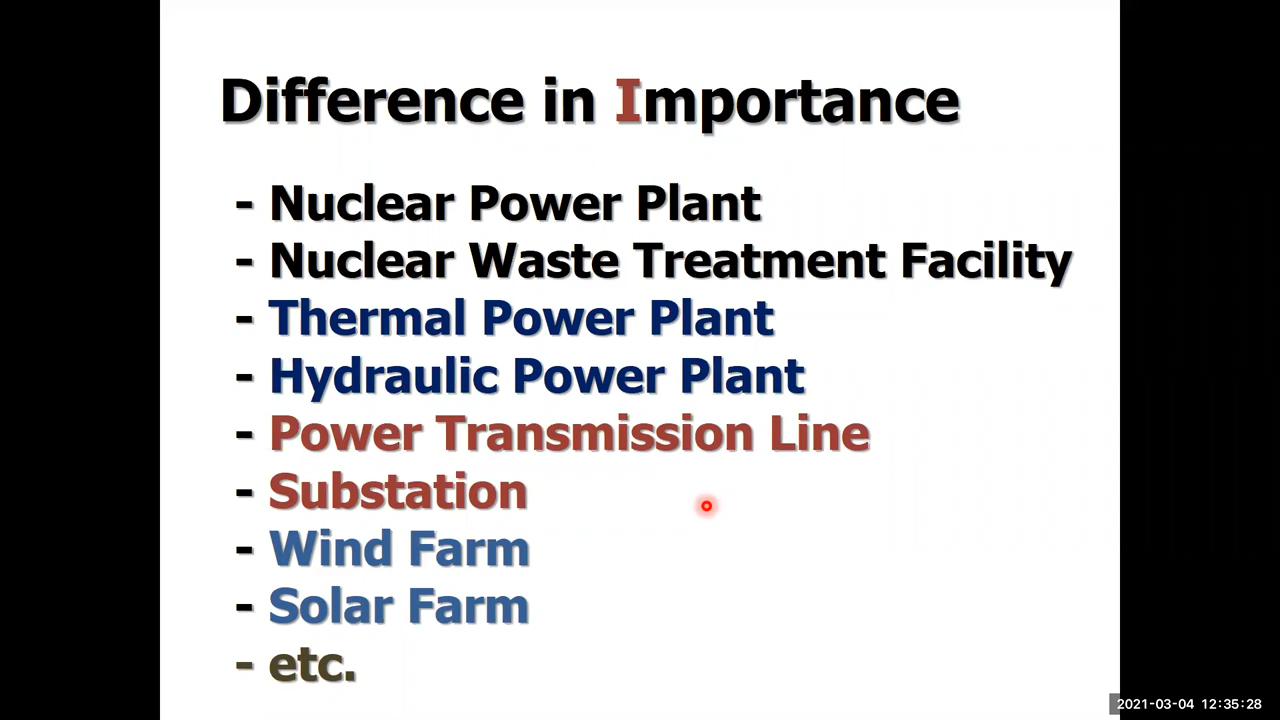 Difference in Importance
- Nuclear Power Plant
- Nuclear Waste Treatment Facility
- Thermal Power Plant
- Hydraulic Power Plant
- Power Transmission Line
- Substation
- Wind Farm
- Solar Farm
- etc.
2021-03-04 12:35:28